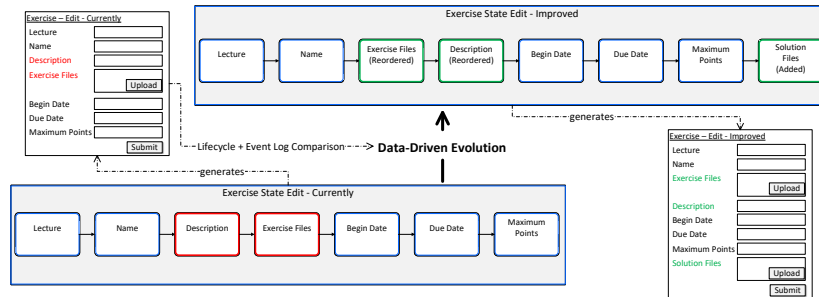 Exercise – Edit - Currently
Lecture
Name
Description
Exercise Files
Upload
Begin Date
Due Date
Maximum Points
Submit
Exercise State Edit - Improved
Lecture
Name
Exercise Files
(Reordered)
Description
(Reordered)
Begin Date
Due Date
Maximum
Points
Solution
Files
(Added)
generates
Lifecycle + Event Log Comparison
Data-Driven Evolution
generates
Exercise State Edit - Currently
Lecture
Name
Description
Exercise Files
Begin Date
Due Date
Maximum
Points
Exercise – Edit - Improved
Lecture
Name
Exercise Files
Upload
Description
Begin Date
Due Date
Maximum Points
Solution Files
Upload
Submit